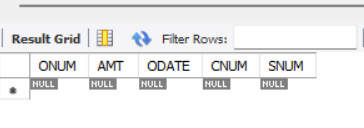 Result Grid Filter Rows:
ONUM AMT ODATE CNUM SNUM
NULL NULL NULL NULL NULL